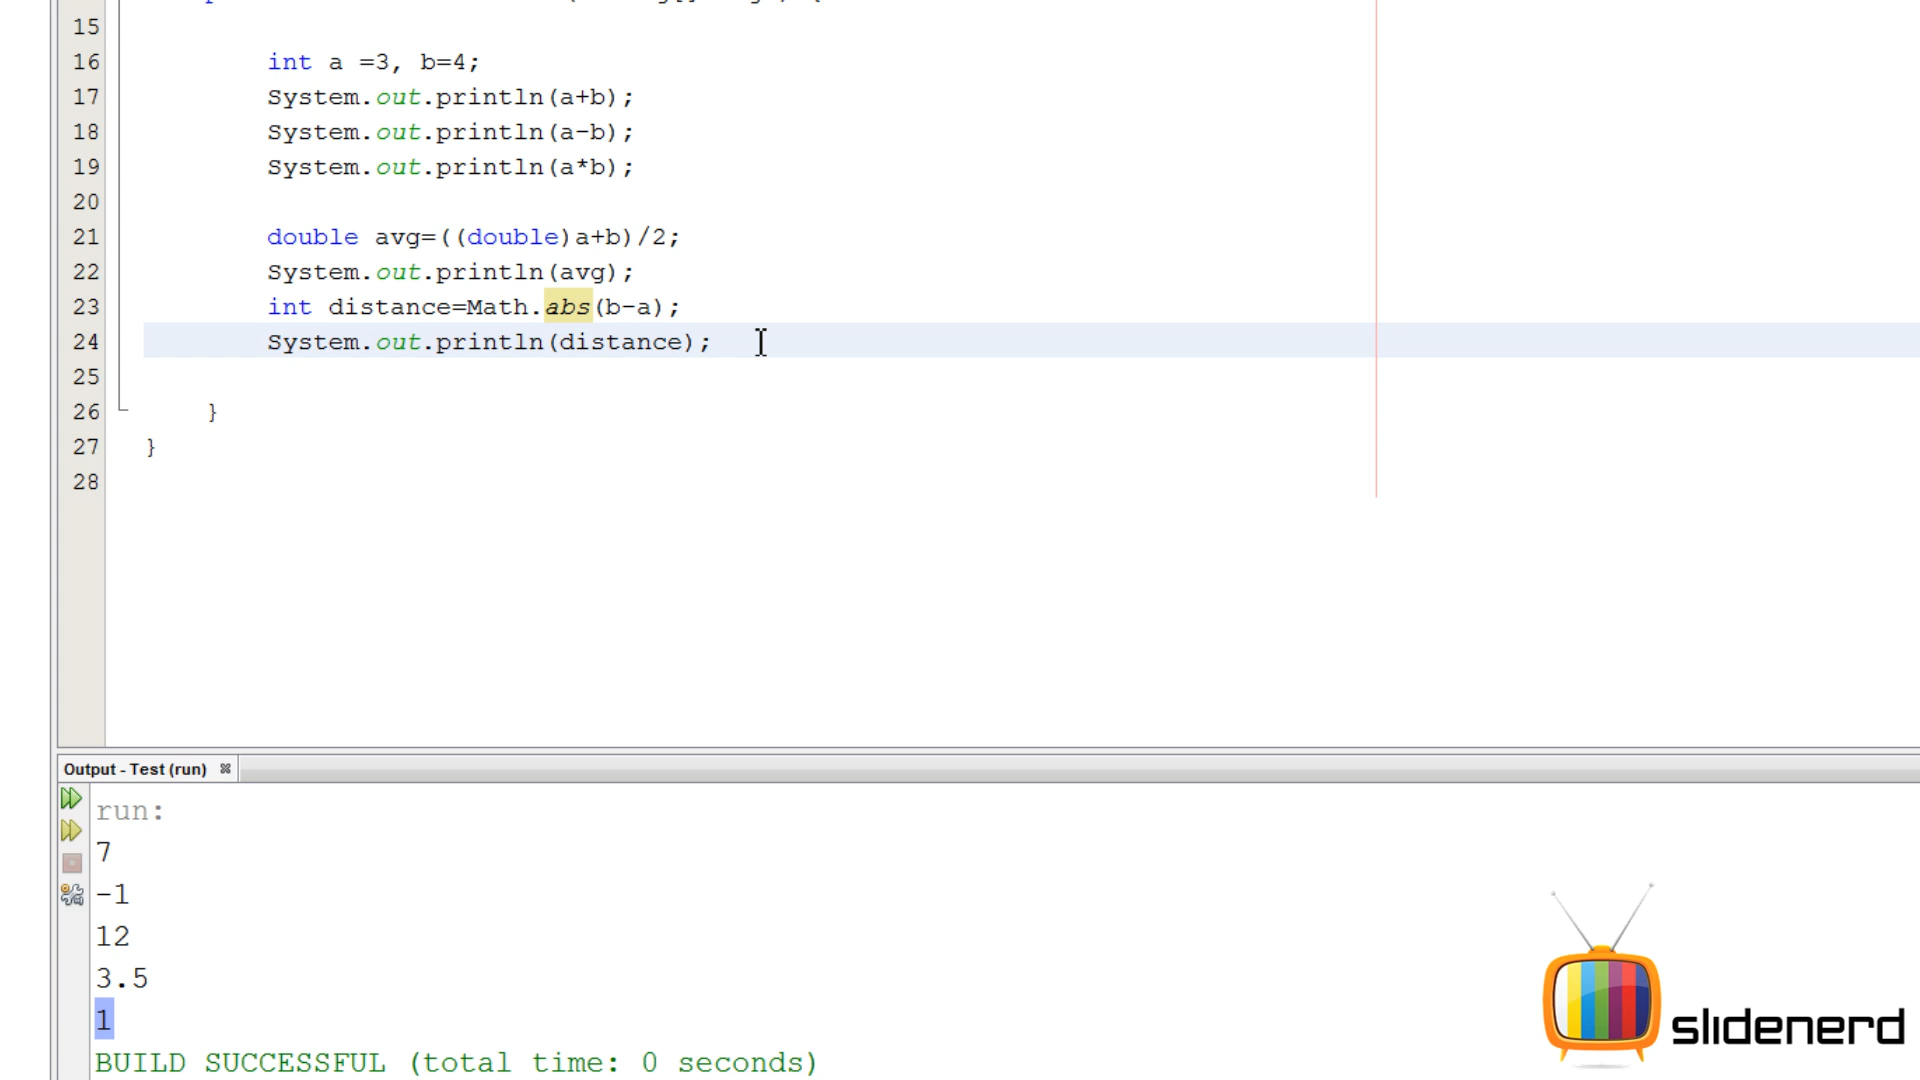 15
16 int a =3, b=4;
17 System.out.println(a+b);
18 System.out.println(a-b);
19 System.out.println(a*b);
20
21 double avg=((double)a+b)/2;
22 System.out.println(avg);
23 int distance=Math.abs(b-a);
24 System.out.println(distance);
25
26 }
27 }
28
Output - Test (run)
run:
7
-1
12
3.5
1
BUILD SUCCESSFUL (total time: 0 seconds)
slidenerd